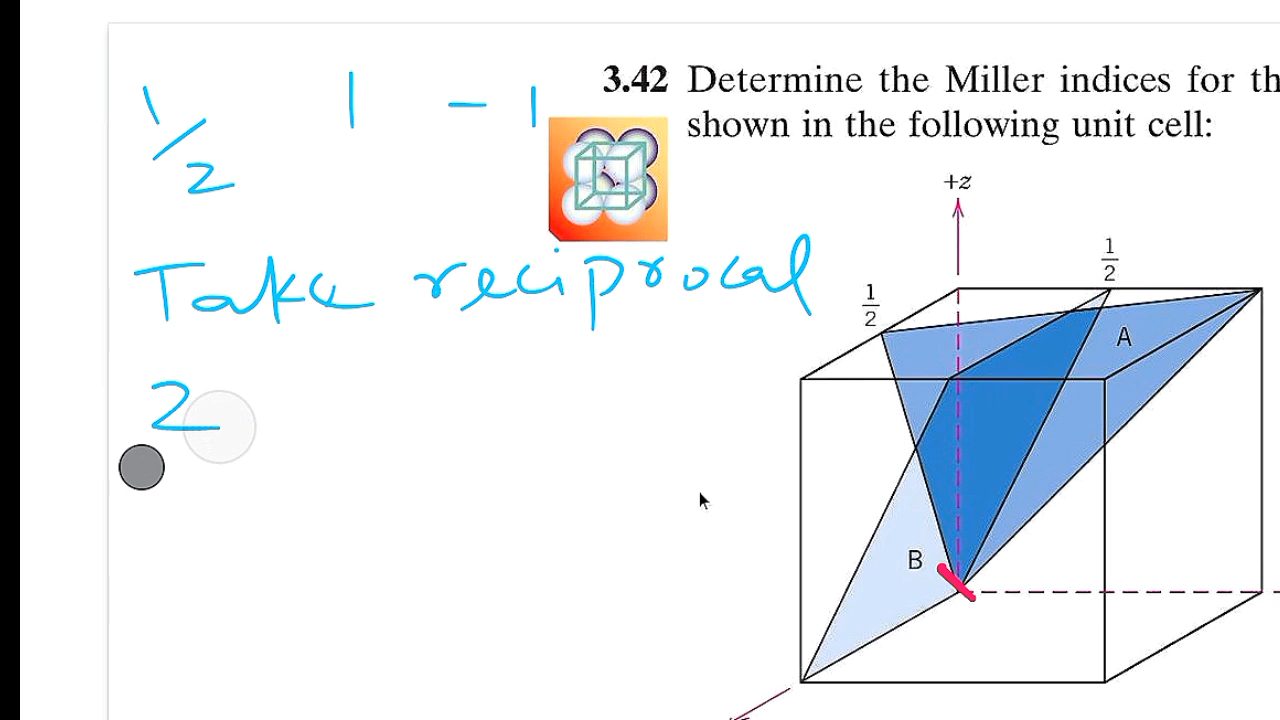 1/2 1 -1
Take reciprocal
2
3.42 Determine the Miller indices for th
shown in the following unit cell:
+z
1/2
1/2
A
B